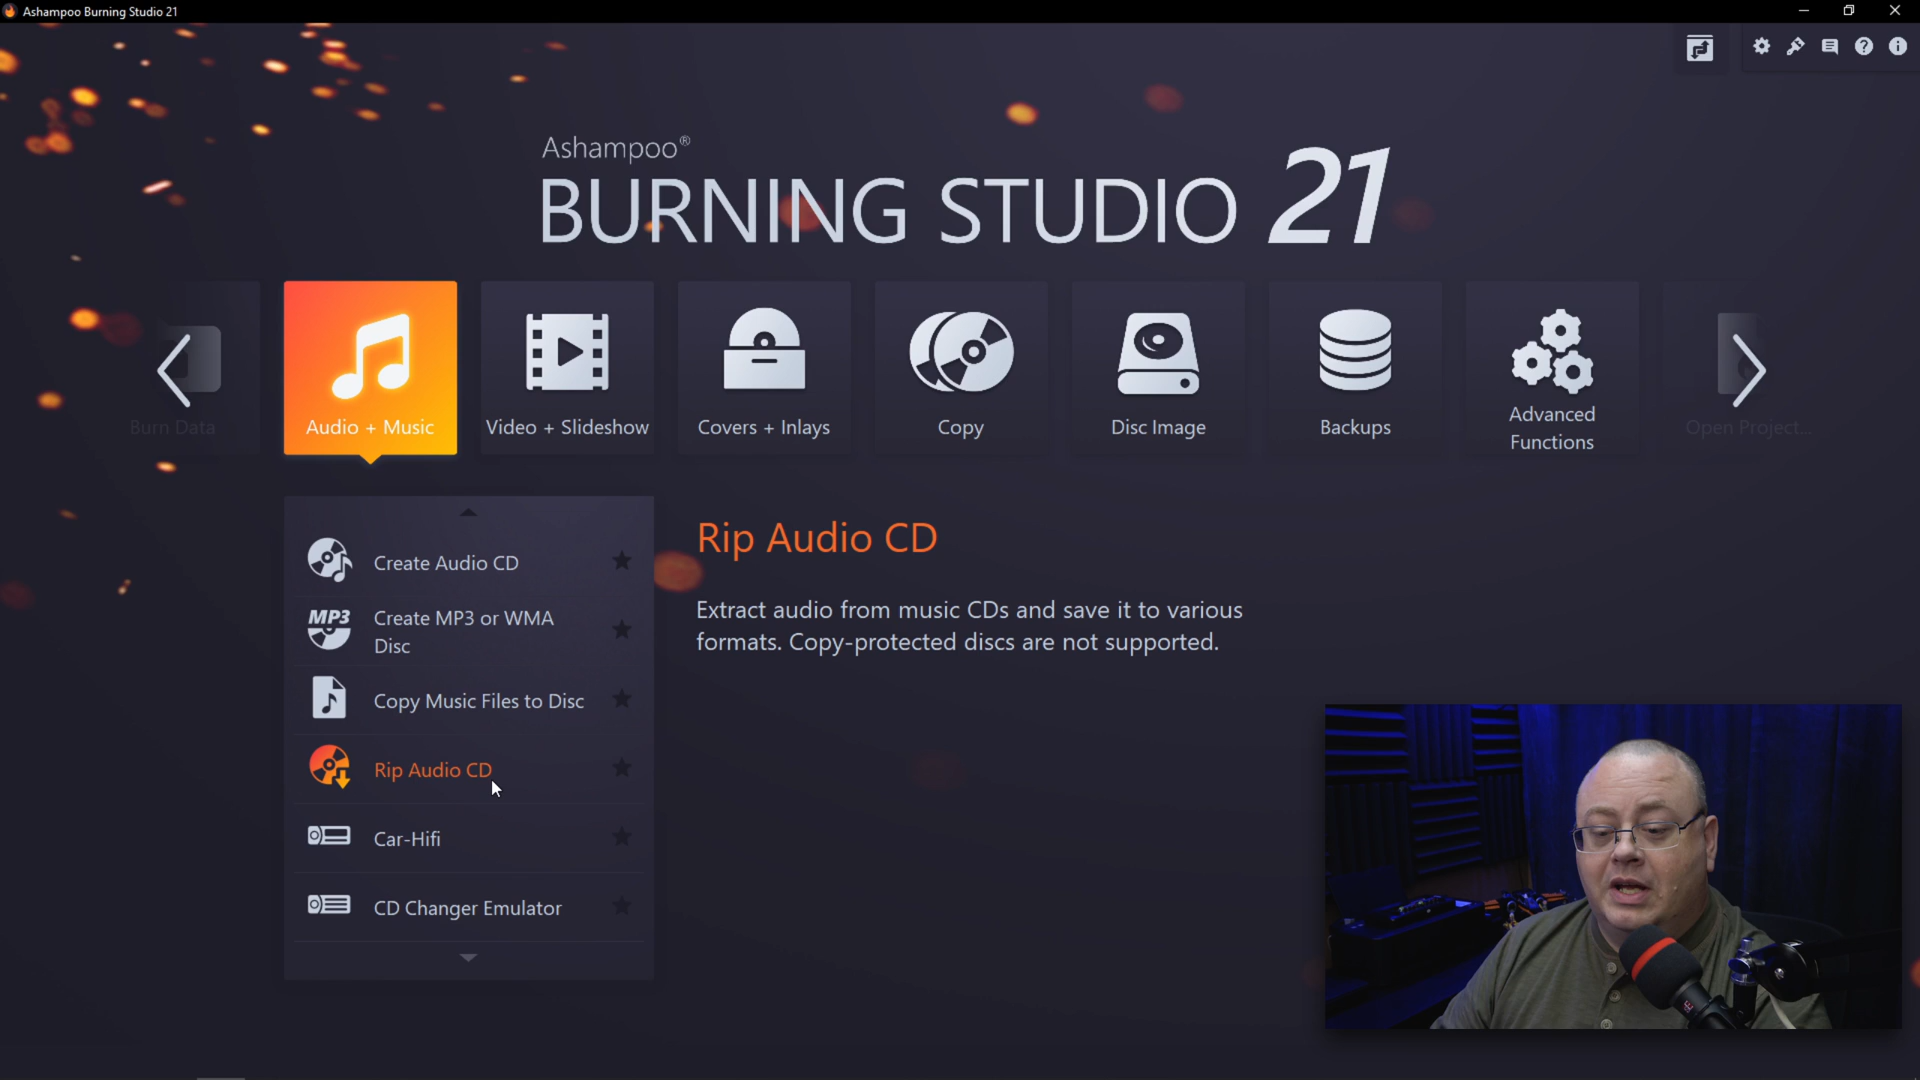 Ashampoo Burning Studio 21
Ashampoo®
BURNING STUDIO 21
Burn Data
Audio + Music
Video + Slideshow
Covers + Inlays
Copy
Disc Image
Backups
Advanced
Functions
Open Project...
Create Audio CD
MP3
Create MP3 or WMA
Disc
Copy Music Files to Disc
Rip Audio CD
Car-Hifi
CD Changer Emulator
Rip Audio CD
Extract audio from music CDs and save it to various
formats. Copy-protected discs are not supported.